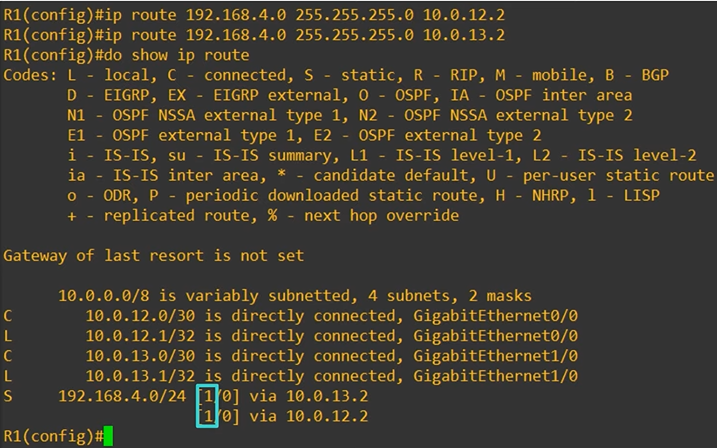 R1(config)#ip route 192.168.4.0 255.255.255.0 10.0.12.2
R1(config)#ip route 192.168.4.0 255.255.255.0 10.0.13.2
R1(config)#do show ip route
Codes: L - local, C - connected, S - static, R - RIP, M - mobile, B - BGP
D - EIGRP, EX - EIGRP external, O - OSPF, IA - OSPF inter area
N1 - OSPF NSSA external type 1, N2 - OSPF NSSA external type 2
E1 - OSPF external type 1, E2 - OSPF external type 2
i - IS-IS, su - IS-IS summary, L1 - IS-IS level-1, L2 - IS-IS level-2
ia - IS-IS inter area, * - candidate default, U - per-user static route
o - ODR, P - periodic downloaded static route, H - NHRP, l - LISP
+ - replicated route, % - next hop override
Gateway of last resort is not set
10.0.0.0/8 is variably subnetted, 4 subnets, 2 masks
C 10.0.12.0/30 is directly connected, GigabitEthernet0/0
L 10.0.12.1/32 is directly connected, GigabitEthernet0/0
C 10.0.13.0/30 is directly connected, GigabitEthernet1/0
L 10.0.13.1/32 is directly connected, GigabitEthernet1/0
S 192.168.4.0/24 [1/0] via 10.0.13.2
[1/0] via 10.0.12.2
R1(config)#